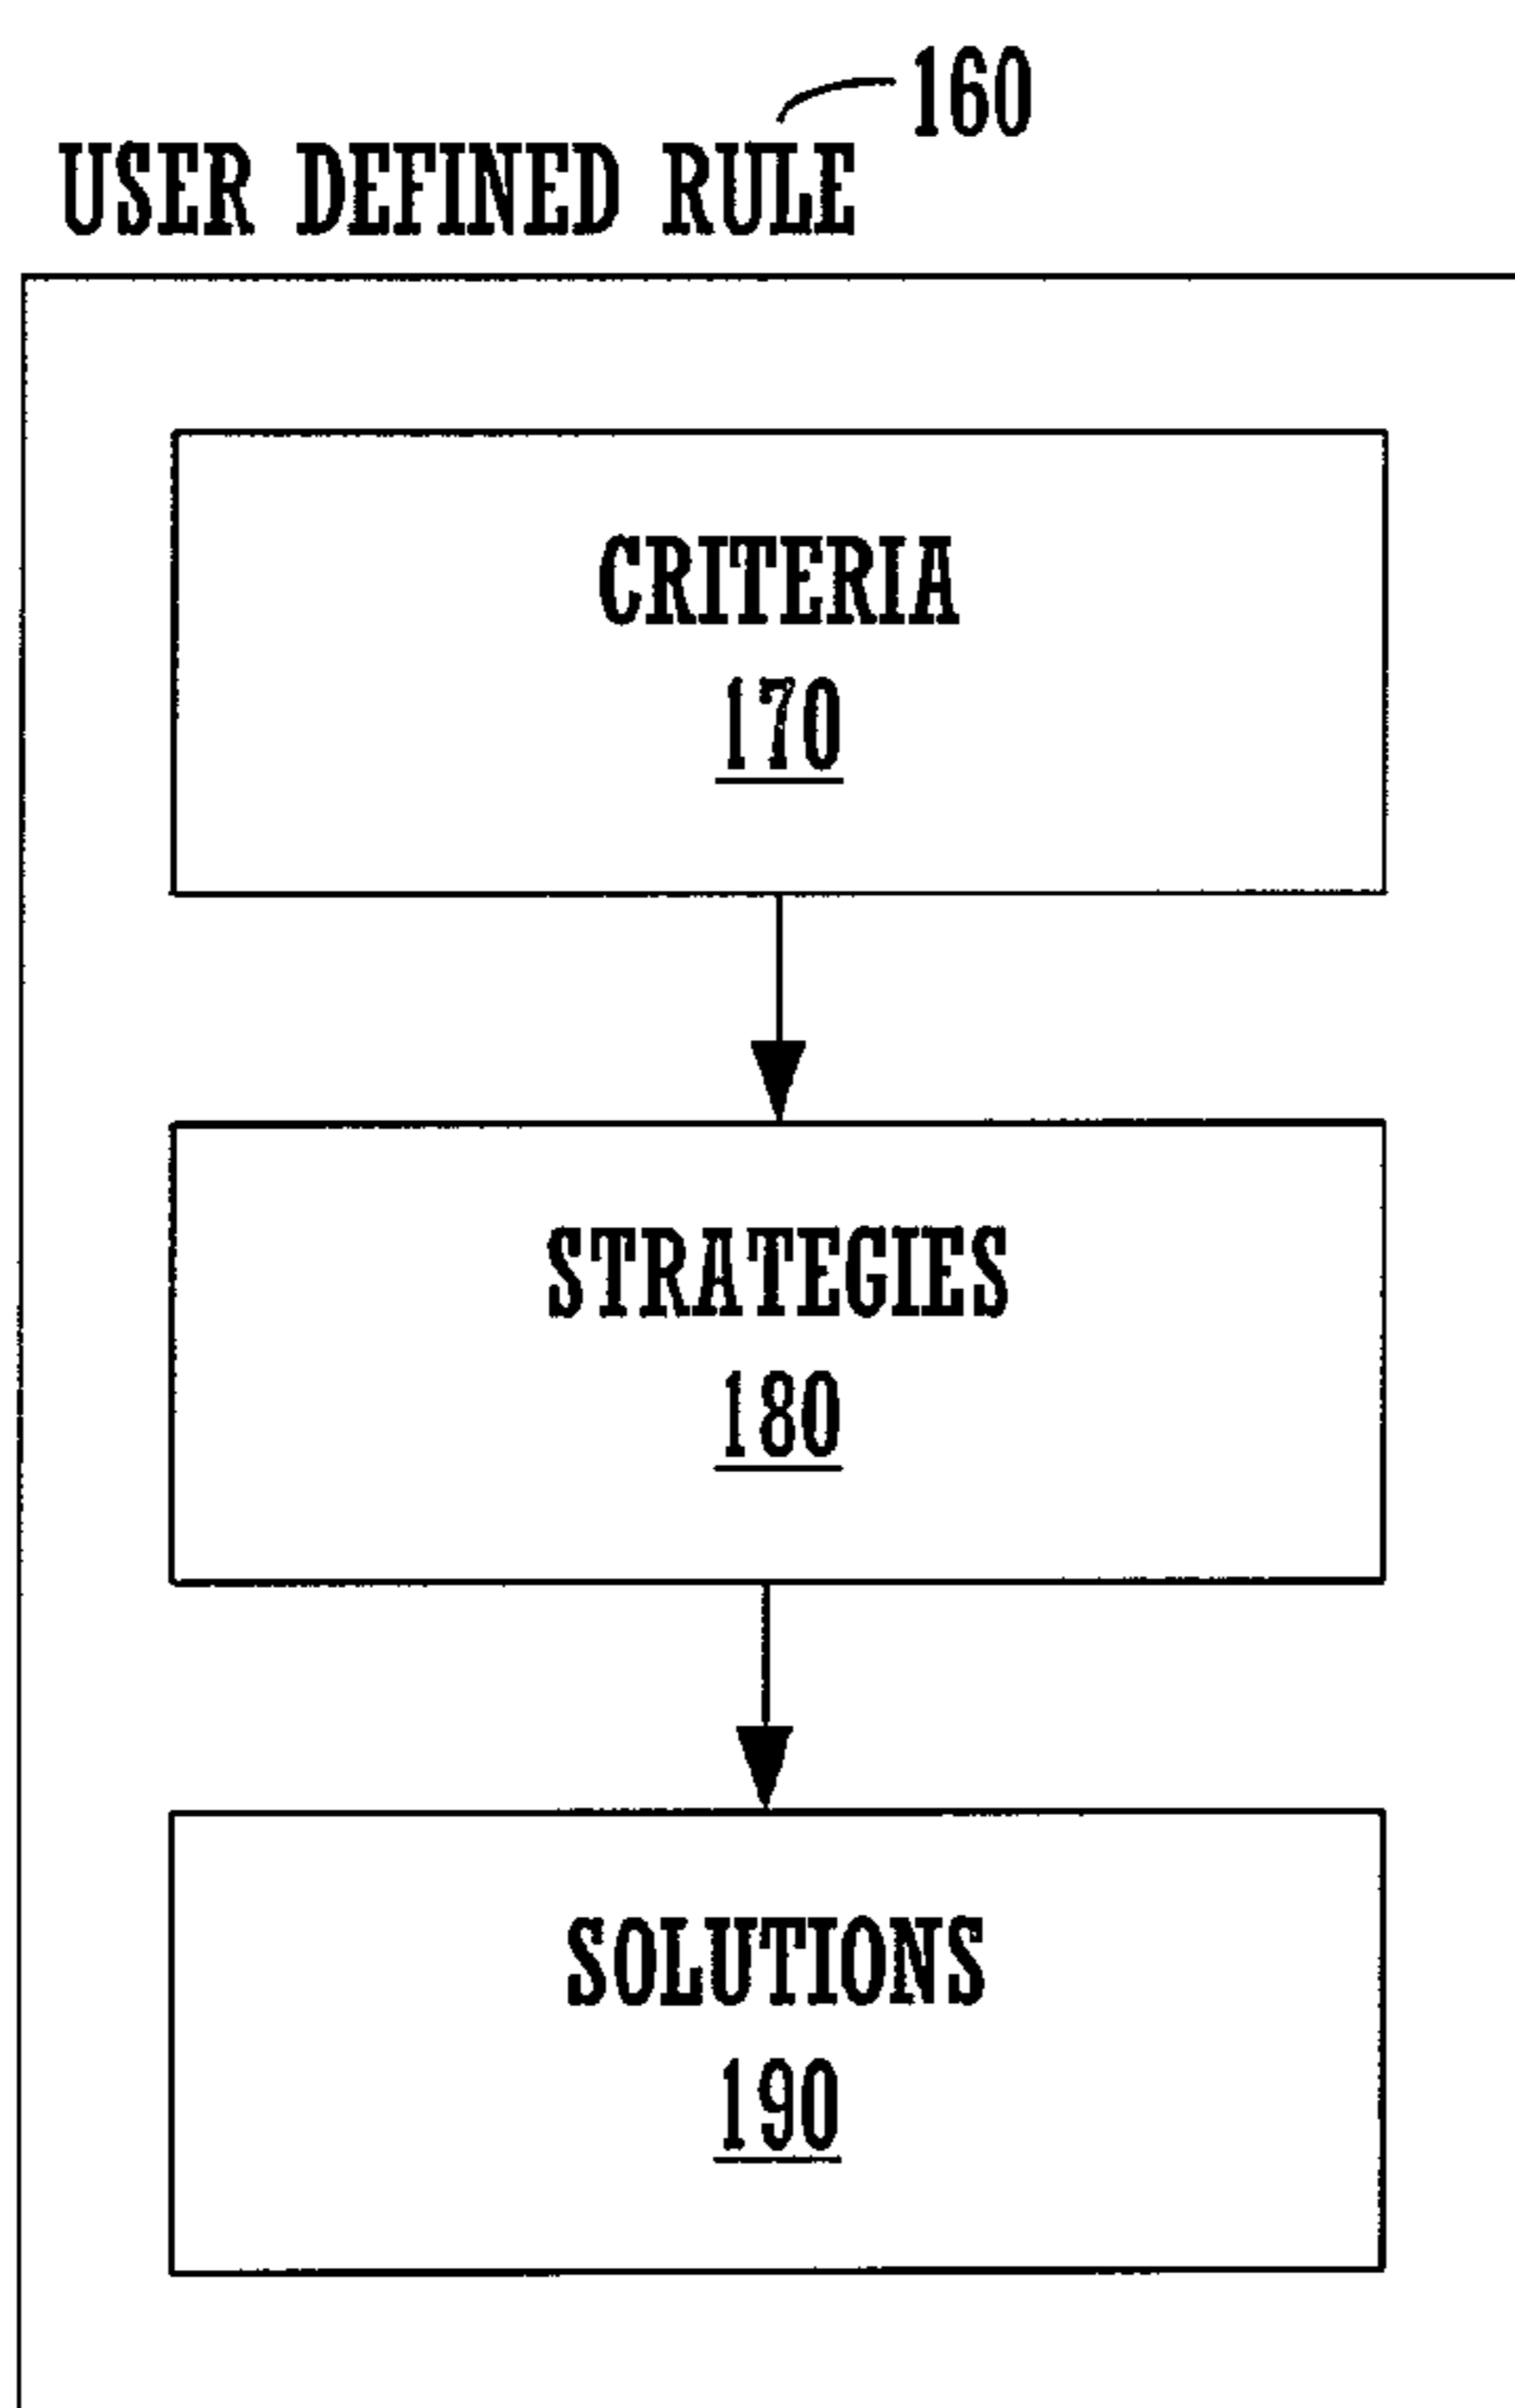 160
USER DEFINED RULE
CRITERIA
170
STRATEGIES
180
SOLUTIONS
190